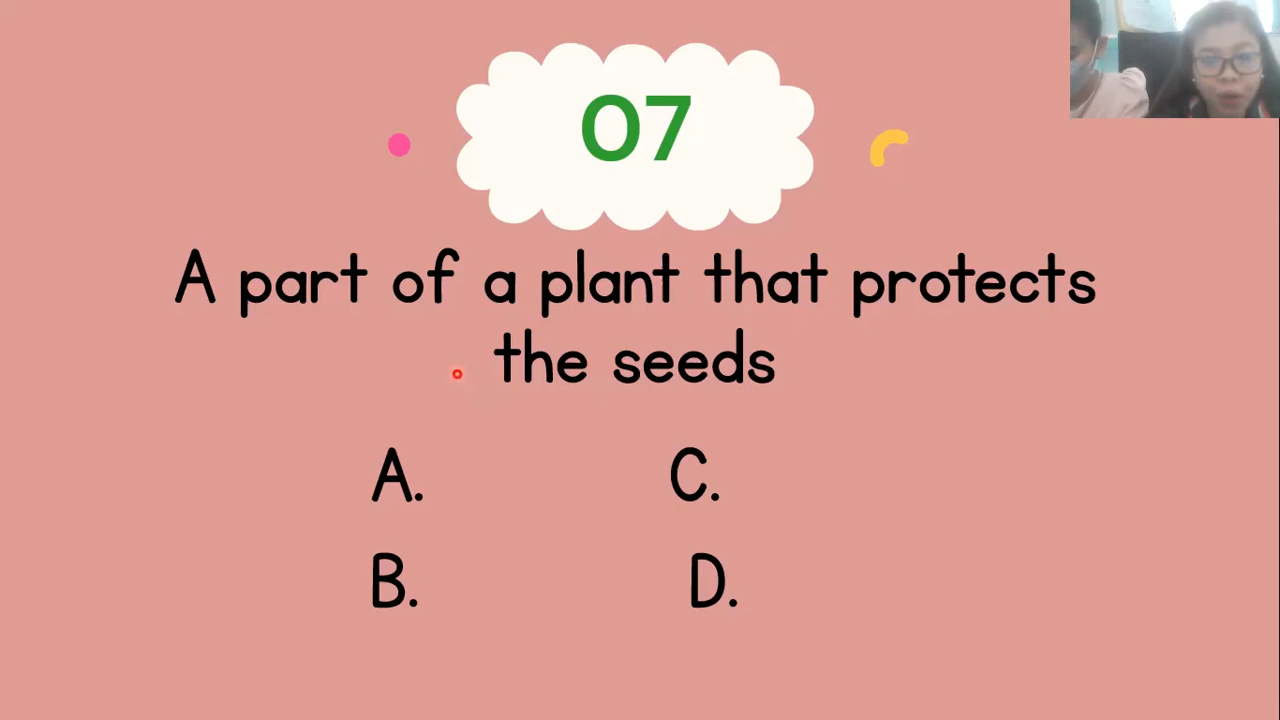 07
A part of a plant that protects
the seeds
A.
C.
B.
D.